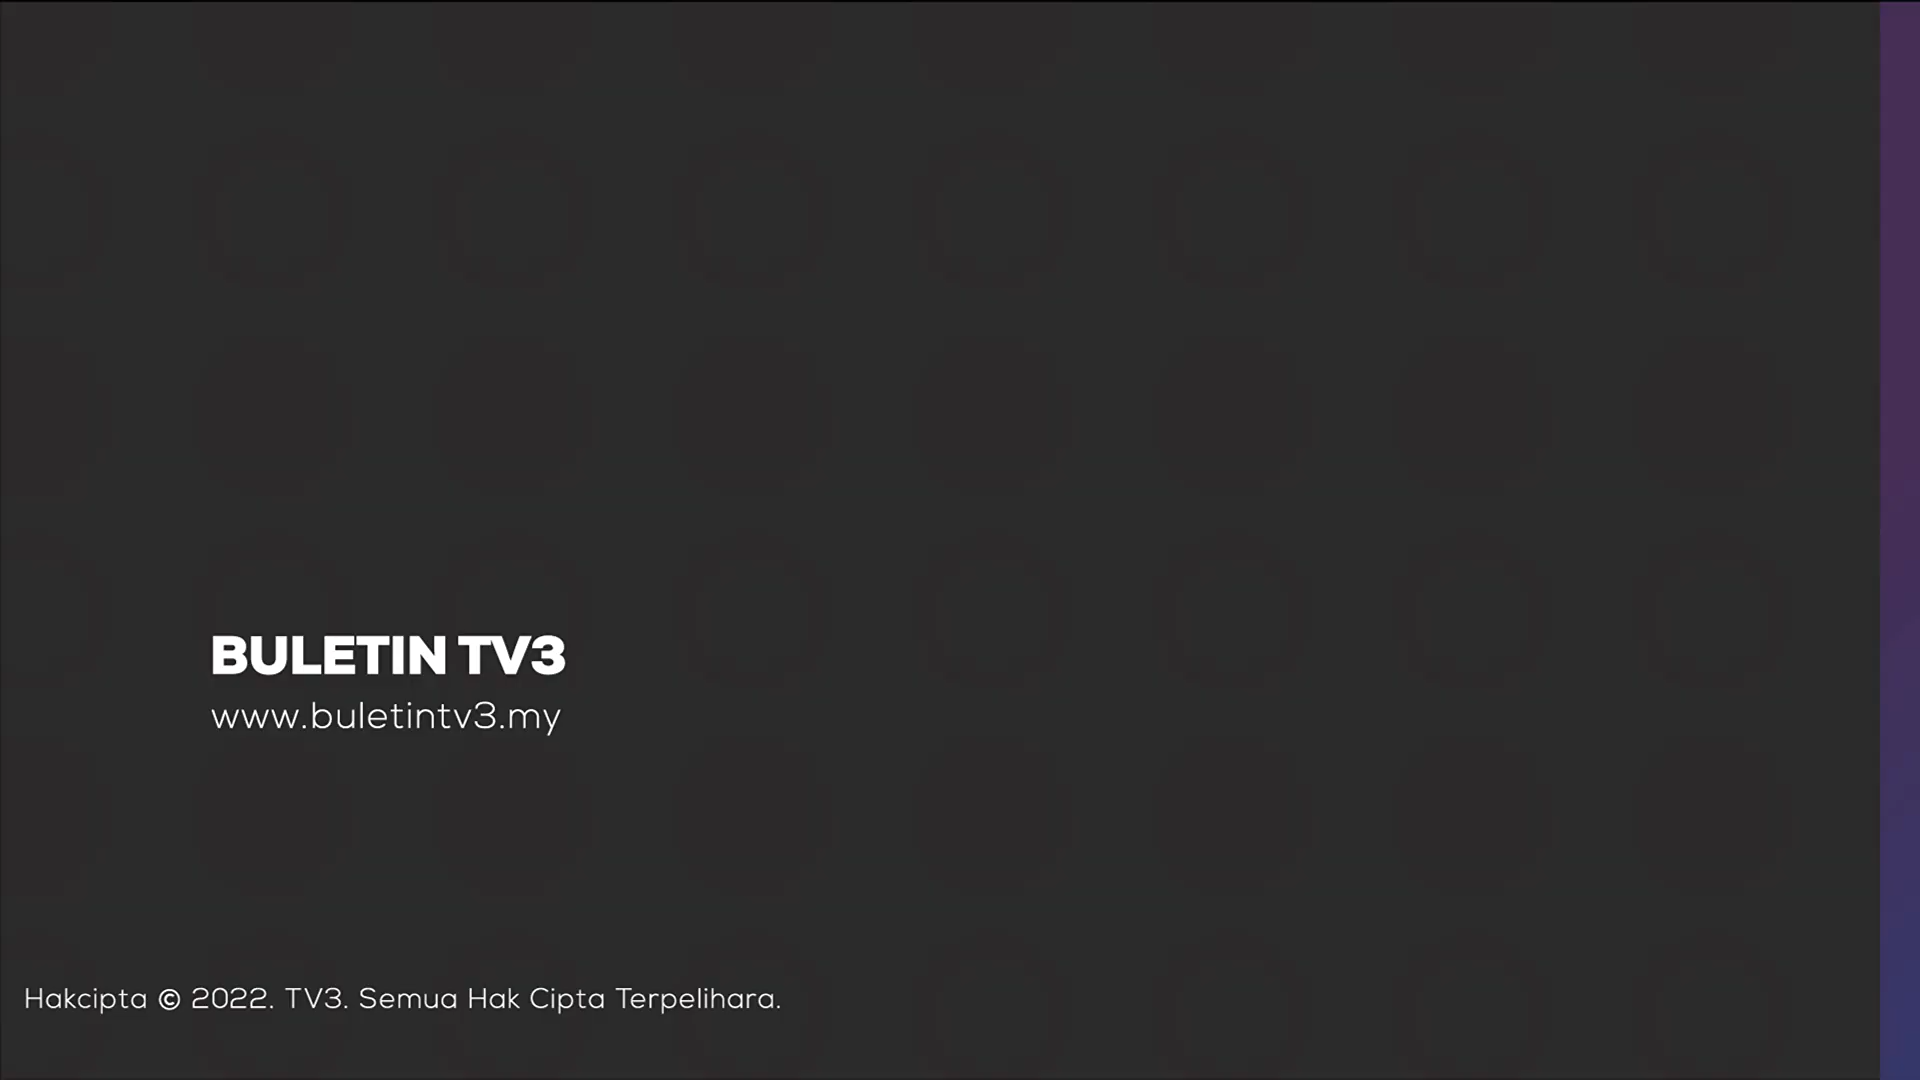 BULETIN TV3
www.buletintv3.my
Hakcipta © 2022. TV3. Semua Hak Cipta Terpelihara.